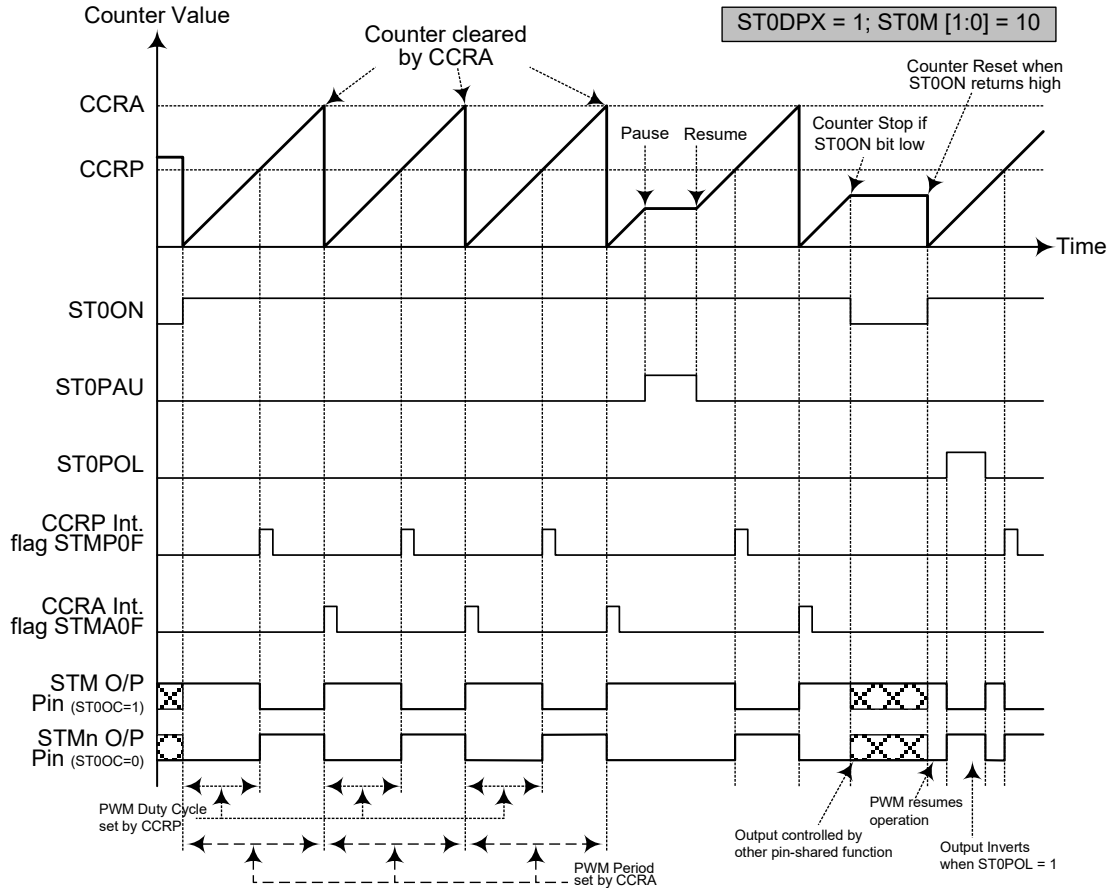 Counter Value
ST0DPX = 1; ST0M [1:0] = 10
Counter cleared
by CCRA
Counter Reset when
ST0ON returns high
CCRA
Pause
Resume
Counter Stop if
ST0ON bit low
CCRP
Time
ST0ON
ST0PAU
ST0POL
CCRP Int.
flag STMP0F
CCRA Int.
flag STMA0F
STM O/P
Pin (ST0OC=1)
STMn O/P
Pin (ST0OC=0)
PWM Duty Cycle
set by CCRP
PWM resumes
operation
Output controlled by
other pin-shared function
Output Inverts
when ST0POL = 1
PWM Period
set by CCRA